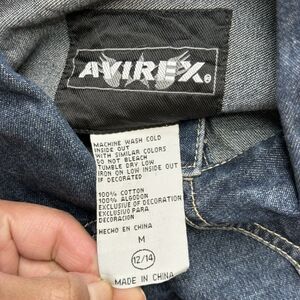 AVIREX®
MACHINE WASH COLD
INSIDE OUT
WITH SIMILAR COLORS
DO NOT BLEACH
TUMBLE DRY LOW
IRON ON LOW INSIDE OUT
IF DECORATED
100% COTTON
100% ALGODON
EXCLUSIVE OF DECORATION
EXCLUSIVO PARA
DECORACION
HECHO EN CHINA
M
12/14
MADE IN CHINA